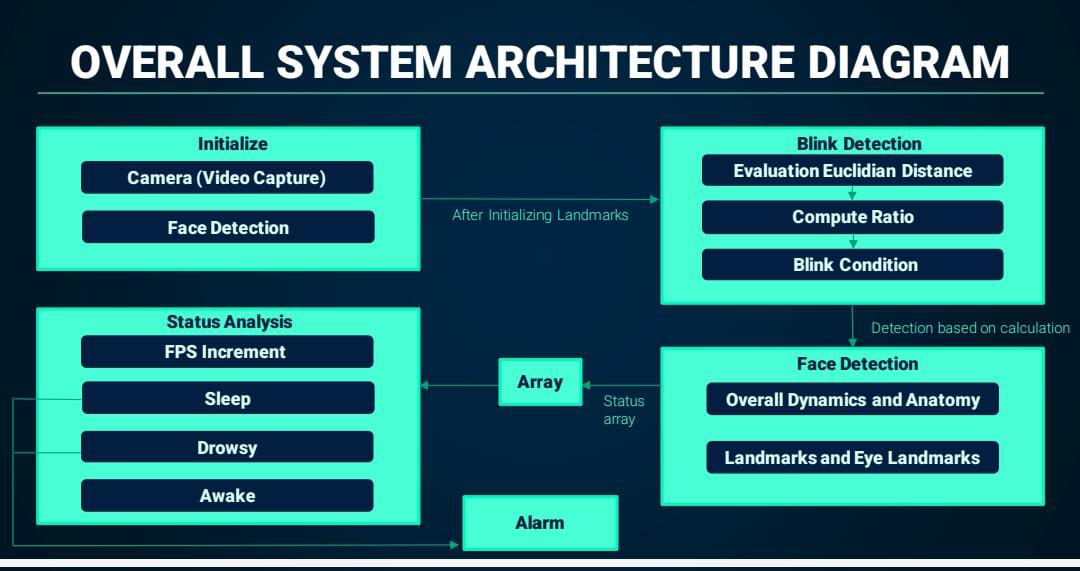 OVERALL SYSTEM ARCHITECTURE DIAGRAM
Initialize
Camera (Video Capture)
Face Detection
After Initializing Landmarks
Blink Detection
Evaluation Euclidian Distance
Compute Ratio
Blink Condition
Detection based on calculation
Face Detection
Overall Dynamics and Anatomy
Landmarks and Eye Landmarks
Status
array
Array
Status Analysis
FPS Increment
Sleep
Drowsy
Awake
Alarm